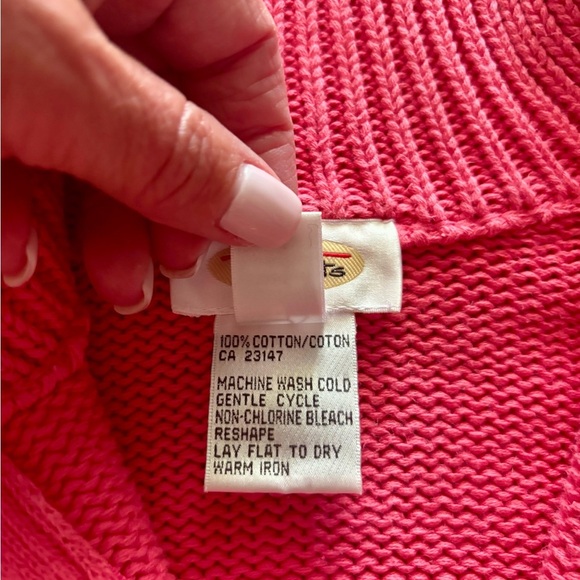 ts
100% COTTON/COTON
CA 23147
MACHINE WASH COLD
GENTLE CYCLE
NON-CHLORINE BLEACH
RESHAPE
LAY FLAT TO DRY
WARM IRON